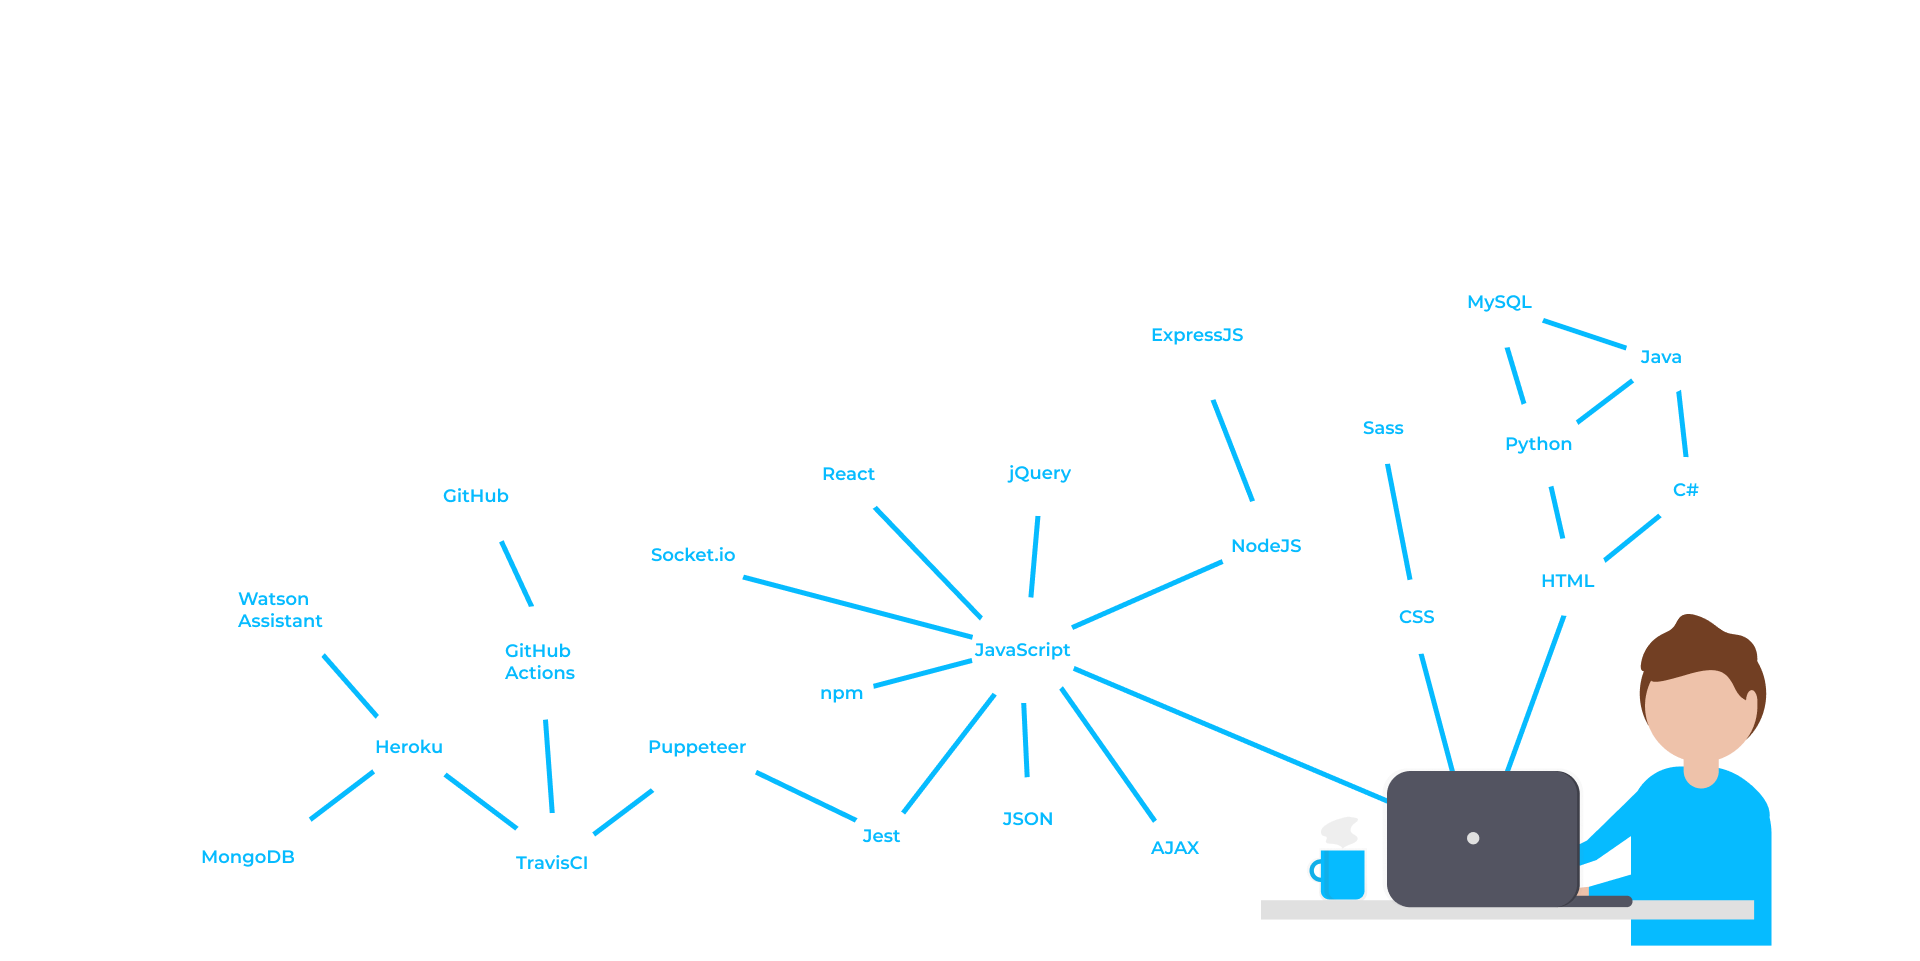 MySQL
ExpressJS
Java
Sass
Python
React
jQuery
C#
GitHub
NodeJS
Socket.io
HTML
Watson
Assistant
CSS
GitHub
Actions
JavaScript
npm
Heroku
Puppeteer
JSON
Jest
AJAX
MongoDB
TravisCI